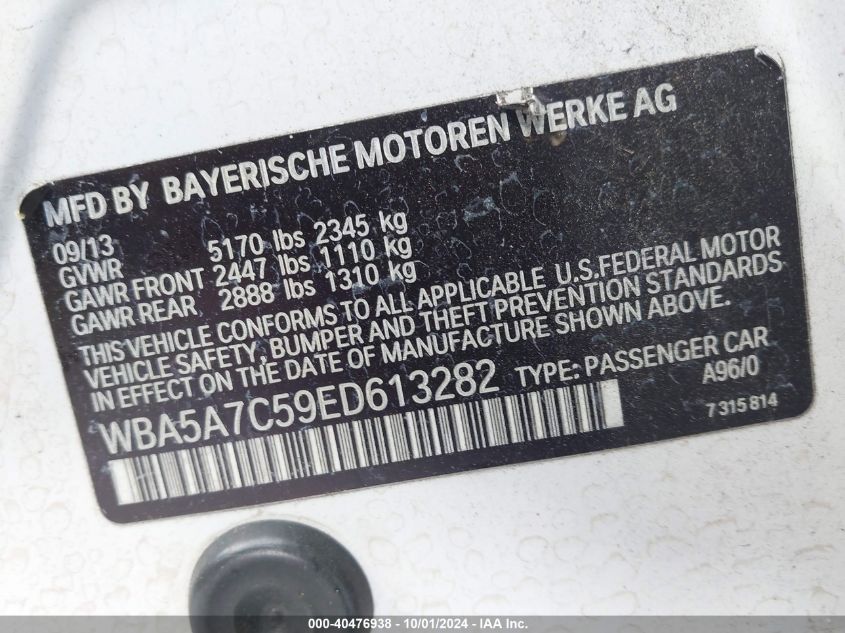 MFD BY BAYERISCHE MOTOREN WERKE AG
09/13
GVWR 5170 lbs 2345 kg
GAWR FRONT 2447 lbs 1110 kg
GAWR REAR 2888 lbs 1310 kg
THIS VEHICLE CONFORMS TO ALL APPLICABLE U.S.FEDERAL MOTOR
VEHICLE SAFETY, BUMPER AND THEFT PREVENTION STANDARDS
IN EFFECT ON THE DATE OF MANUFACTURE SHOWN ABOVE.
WBA5A7C59ED613282 TYPE: PASSENGER CAR
A96/0
7 315 814
000-40476938 - 10/01/2024 - IAA Inc.